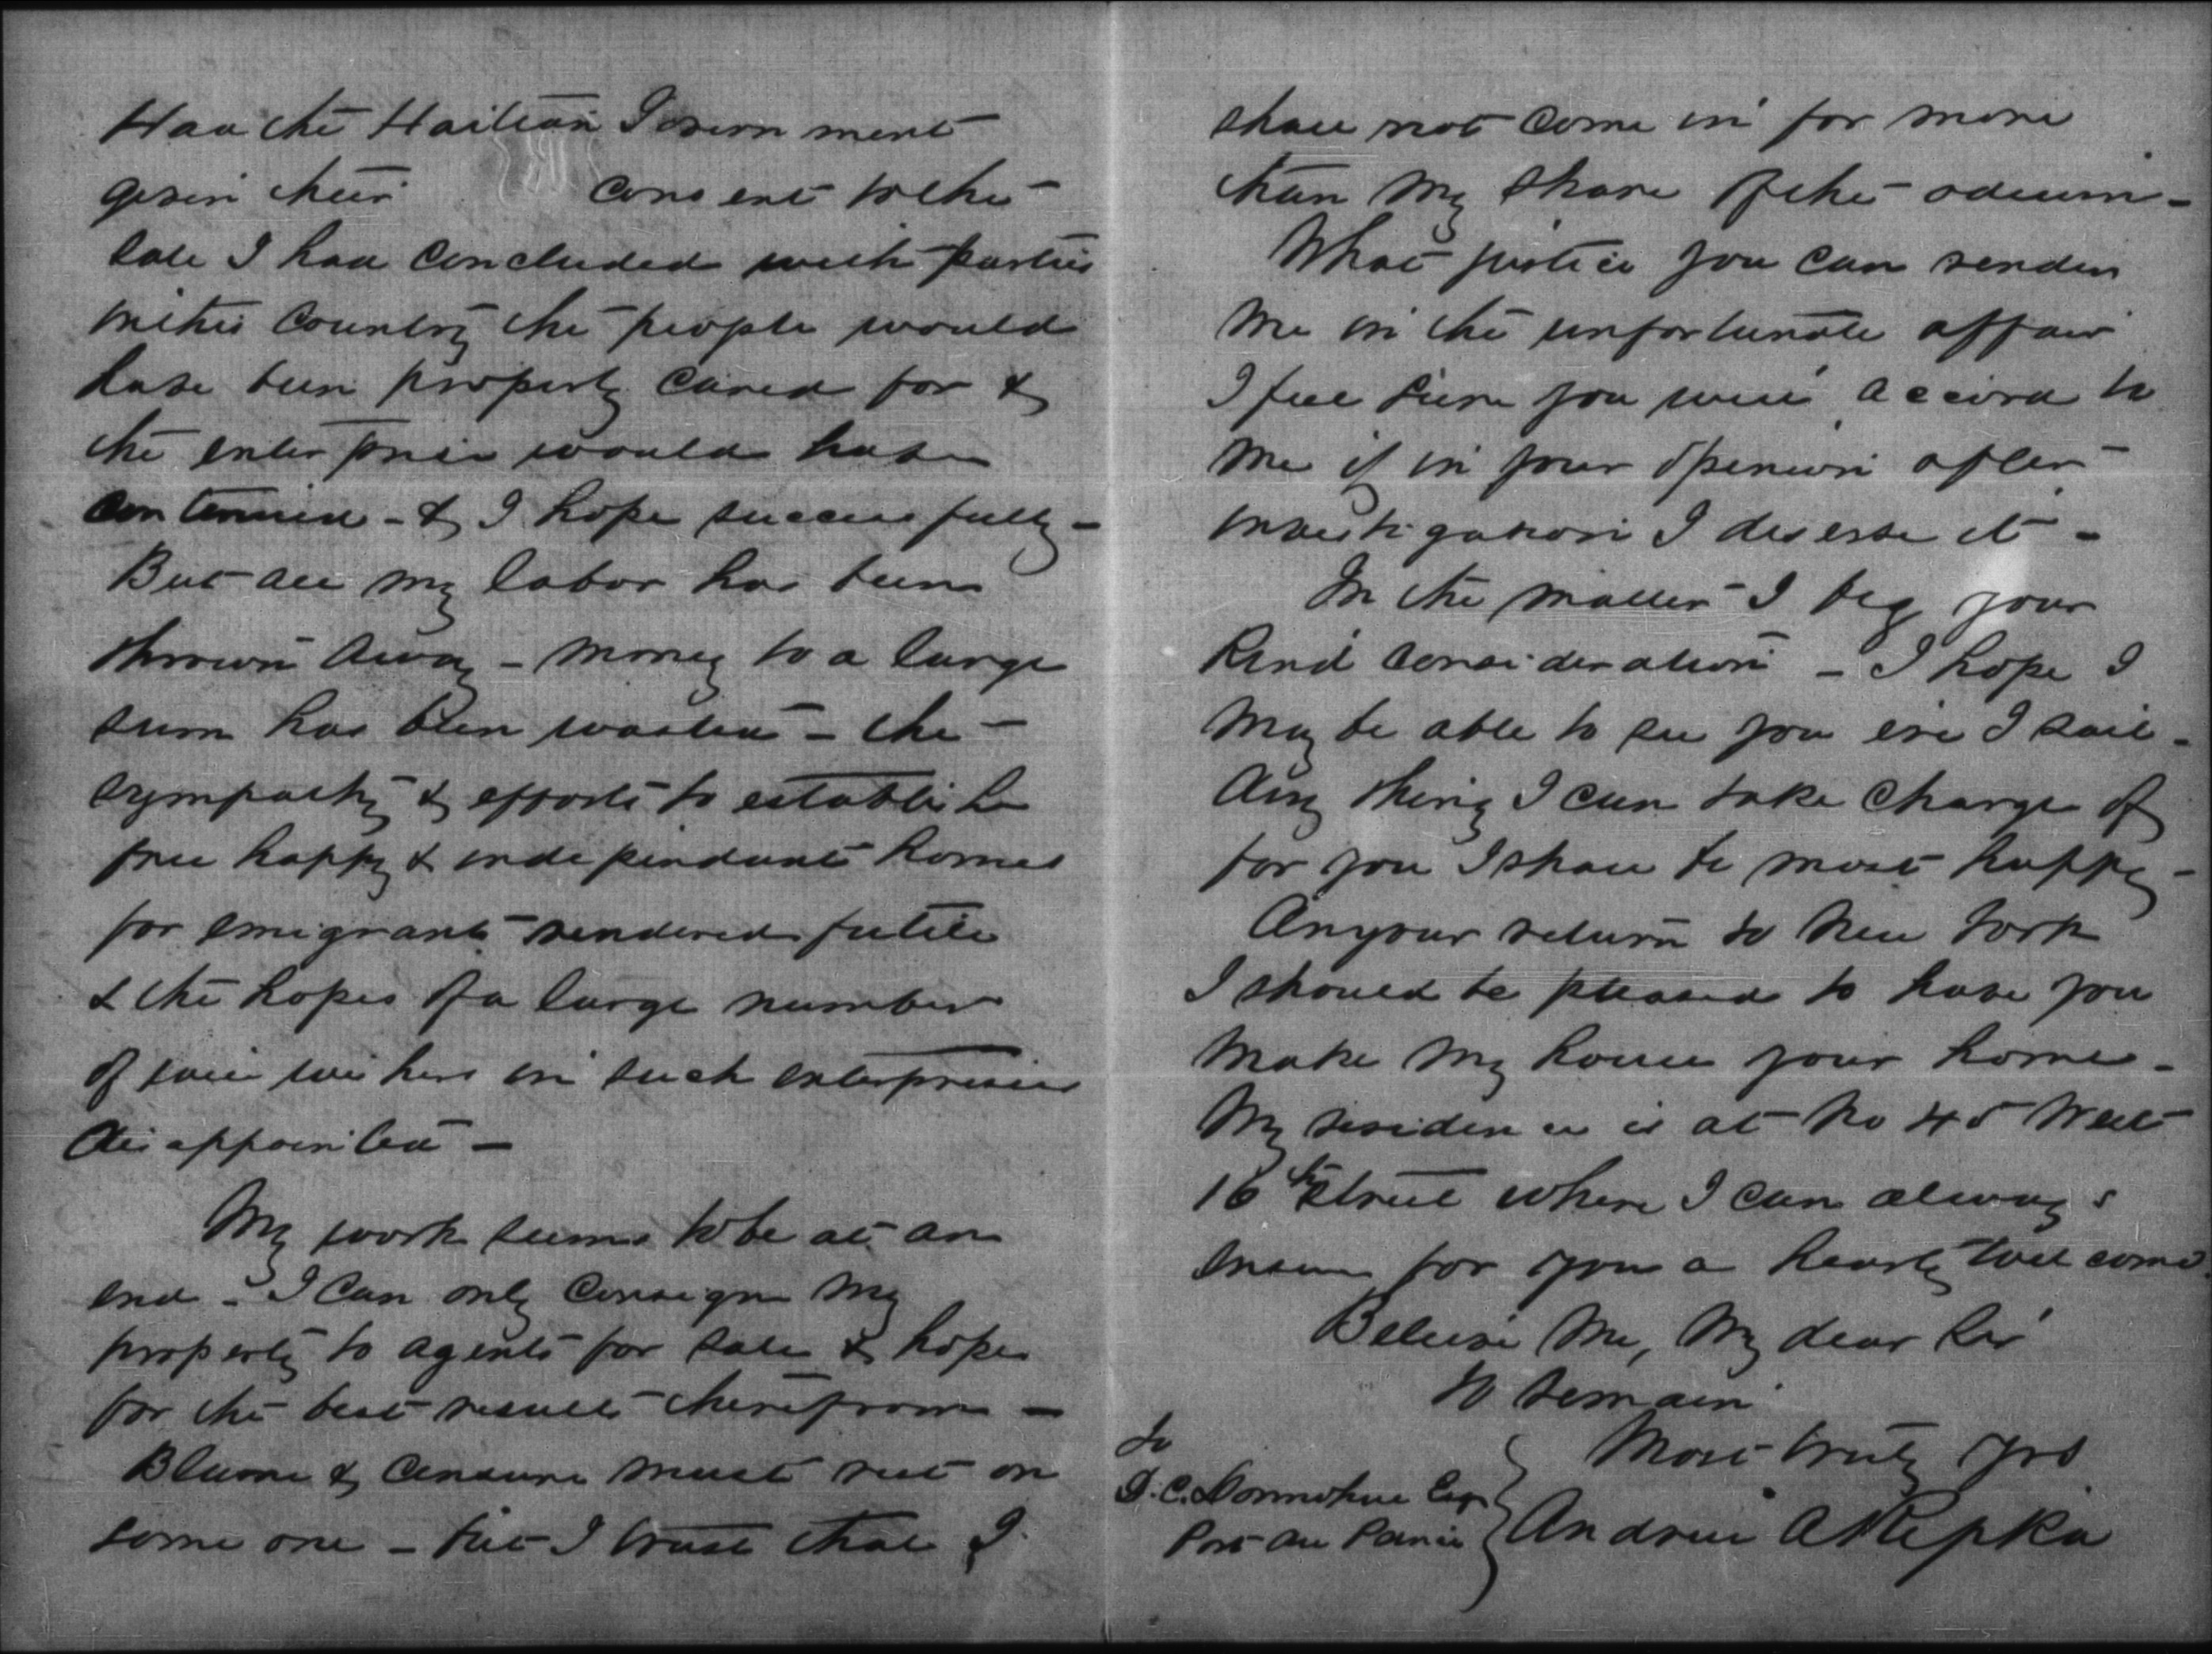 Had the Haitian Government
given their consent to the
sale I had concluded with parties
in this Country the people would
have been properly cared for &
the enterprise would have
continued - & I hope successfully -
But all my labor has been
thrown away - money to a large
sum has been wasted - the
sympathy & efforts to establish
free happy & independant homes
for emigrants rendered futile
& the hopes of a large number
of well wishers in such enterprises
disappointed -
My work seems to be at an
end - I can only consign my
property to agents for sale & hope
for the best results therefrom -
Blame & censure must rest on
some one - but I trust that I
shall not come in for more
than my share of the odium -
What justice you can render
me in the unfortunate affair
I feel sure you will accord to
me if in your opinion after
investigation I deserve it -
In the matter I beg your
kind consideration - I hope I
may be able to see you ere I sail -
Any thing I can take charge of
for you I shall be most happy -
On your return to New York
I should be pleased to have you
make my house your home -
My residence is at No 45 West
16th Street where I can always
insure for you a hearty welcome
Believe me, My dear Sir
to remain
Most truly yrs
To
D. C. Donnohue Esq
Port au Prince
Andrew A Kepka